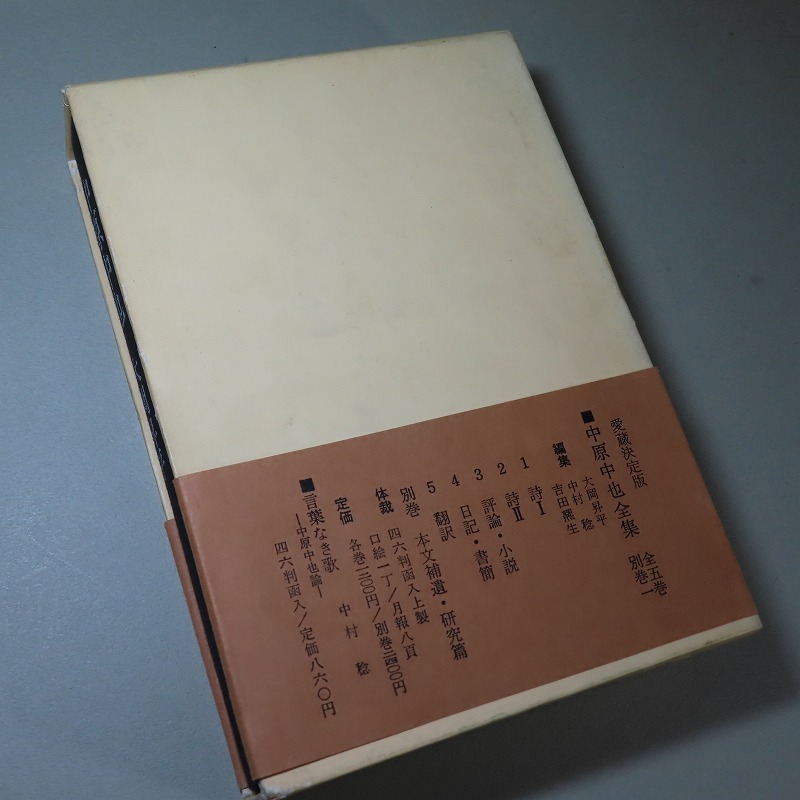 愛蔵決定版
■中原中也全集 全五巻 別巻一
編集 大岡昇平 中村稔 吉田凞生
1 詩Ⅰ
2 詩Ⅱ
3 評論・小説
4 日記・書簡
5 翻訳
別巻 本文補遺・研究篇
体裁 四六判函入上製 口絵一丁/月報八頁
定価 各巻一二〇〇円/別巻二四〇〇円
■言葉なき歌 中村稔
―中原中也論―
四六判函入/定価八六〇円